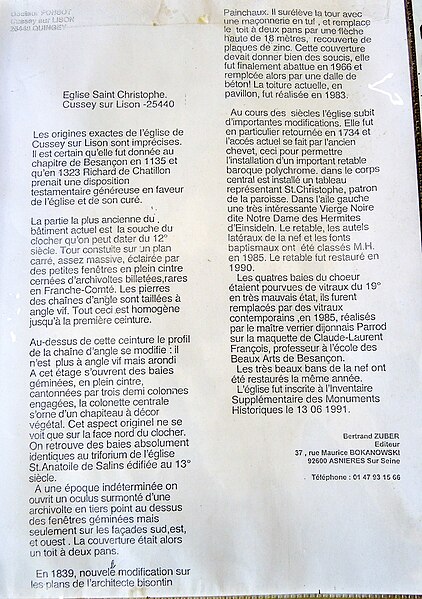 Docteur PONSOT
Cussey sur LISON
25440 QUINGEY
Eglise Saint Christophe.
Cussey sur Lison -25440
Les origines exactes de l'église de
Cussey sur Lison sont imprécises.
Il est certain qu'elle fut donnée au
chapitre de Besançon en 1135 et
qu'en 1323 Richard de Chatillon
prenait une disposition
testamentaire généreuse en faveur
de l'église et de son curé.
La partie la plus ancienne du
bâtiment actuel est la souche du
clocher qu'on peut dater du 12°
siècle. Tour constuite sur un plan
carré, assez massive, éclairée par
des petites fenêtres en plein cintre
cernées d'archivoltes billetées,rares
en Franche-Comté. Les pierres
des chaînes d'angle sont taillées à
angle vif. Tout ceci est homogène
jusqu'à la première ceinture.
Au-dessus de cette ceinture le profil
de la chaîne d'angle se modifie : il
n'est plus à angle vif mais arondi
A cet étage s'ouvrent des baies
géminées, en plein cintre,
cantonnées par trois demi colonnes
engagées, la colonette centrale
s'orne d'un chapiteau à décor
végétal. Cet aspect originel ne se
voit que sur la face nord du clocher.
On retrouve des baies absolument
identiques au triforium de l'église
St.Anatoile de Salins édifiée au 13°
siècle.
A une époque indéterminée on
ouvrit un oculus surmonté d'une
archivolte en tiers point au dessus
des fenêtres géminées mais
seulement sur les façades sud,est,
et ouest . La couverture était alors
un toit à deux pans.
En 1839, nouvelle modification sur
les plans de l'architecte bisontin
Painchaux. Il surélève la tour avec
une maçonnerie en tuf , et remplace
le toit à deux pans par une flèche
haute de 18 mètres, recouverte de
plaques de zinc. Cette couverture
devait donner bien des soucis, elle
fut finalement abattue en 1966 et
remplcée alors par une dalle de
béton! La toiture actuelle, en
pavillon, fut réalisée en 1983.
Au cours des siècles l'église subit
d'importantes modifications. Elle fut
en particulier retournée en 1734 et
l'accés actuel se fait par l'ancien
chevet, ceci pour permettre
l'installation d'un important retable
baroque polychrome. dans le corps
central est installé un tableau
représentant St.Christophe, patron
de la paroisse. Dans l'aile gauche
une très intéressante Vierge Noire
dite Notre Dame des Hermites
d'Einsideln. Le retable, les autels
latéraux de la nef et les fonts
baptismaux ont été classés M.H.
en 1985. Le retable fut restauré en
1990.
Les quatres baies du choeur
étaient pourvues de vitraux du 19°
en très mauvais état, ils furent
remplacés par des vitraux
contemporains ,en 1985, réalisés
par le maître verrier dijonnais Parrod
sur la maquette de Claude-Laurent
François, professeur à l'école des
Beaux Arts de Besançon.
Les très beaux bans de la nef ont
été restaurés la même année.
L'église fut inscrite à l'Inventaire
Supplémentaire des Monuments
Historiques le 13 06 1991.
Bertrand ZUBER
Editeur
37 , rue Maurice BOKANOWSKI
92600 ASNIERES Sur Seine
Téléphone : 01 47 93 15 66